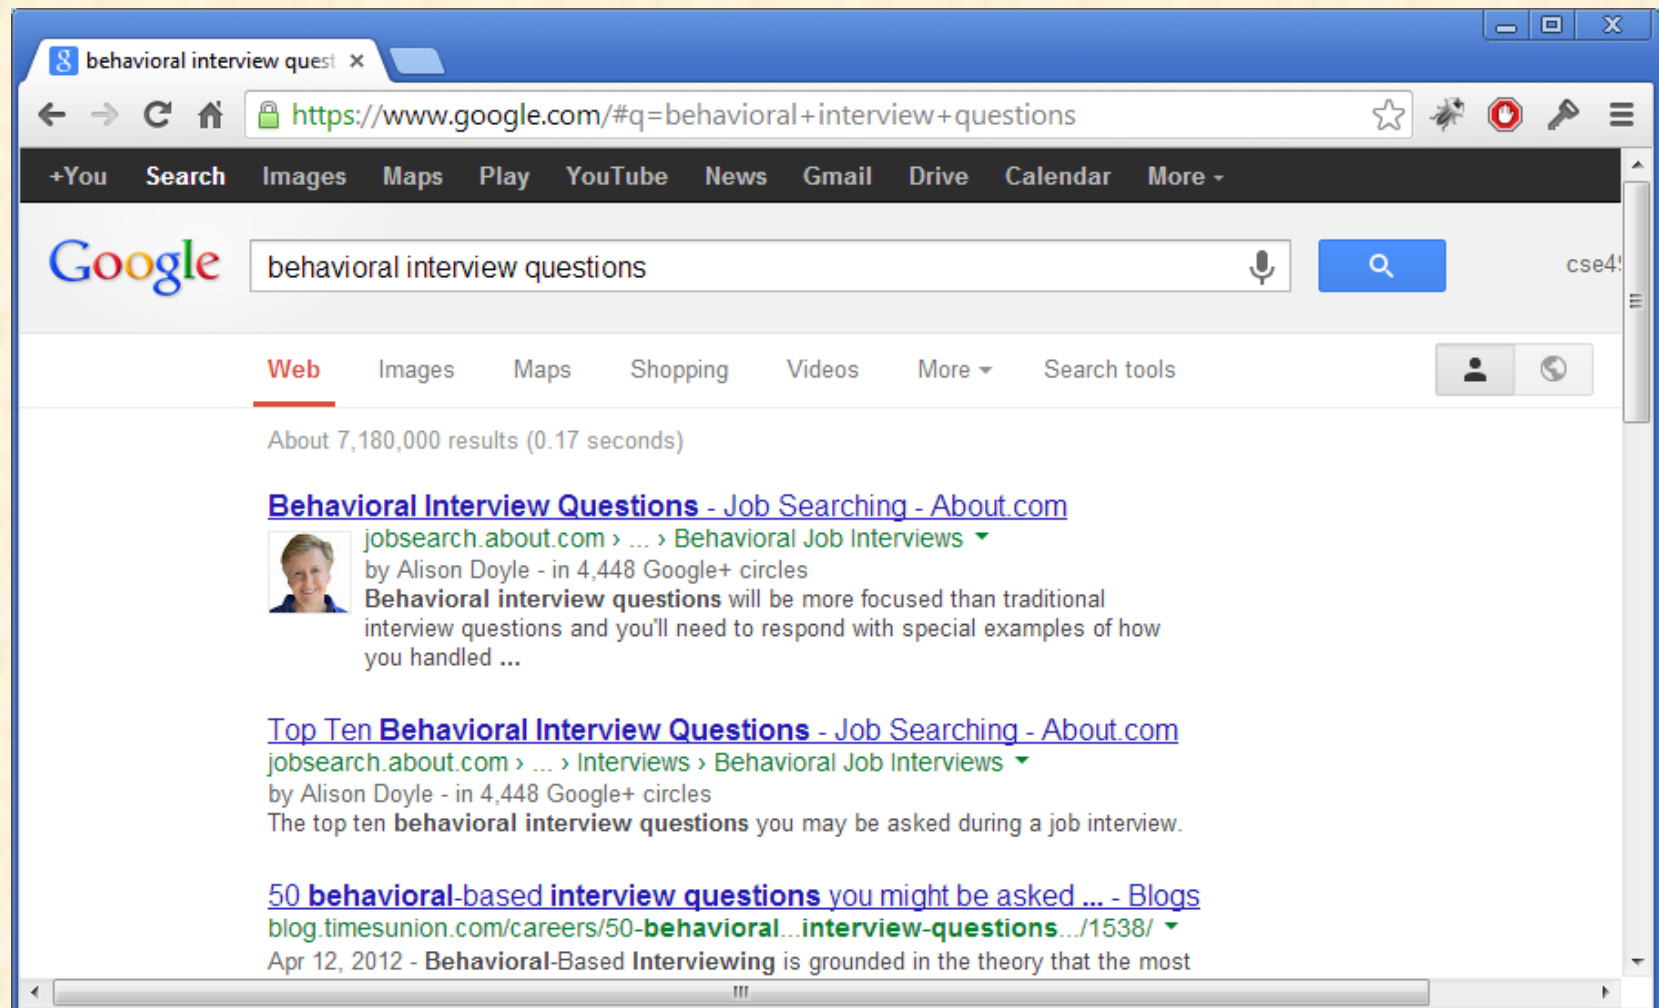 behavioral interview quest
https://www.google.com/#q=behavioral+interview+questions
+You Search Images Maps Play YouTube News Gmail Drive Calendar More
Google behavioral interview questions cse4
Web Images Maps Shopping Videos More Search tools
About 7,180,000 results (0.17 seconds)
Behavioral Interview Questions - Job Searching - About.com
jobsearch.about.com › ... › Behavioral Job Interviews
by Alison Doyle - in 4,448 Google+ circles
Behavioral interview questions will be more focused than traditional
interview questions and you'll need to respond with special examples of how
you handled ...
Top Ten Behavioral Interview Questions - Job Searching - About.com
jobsearch.about.com › ... › Interviews › Behavioral Job Interviews
by Alison Doyle - in 4,448 Google+ circles
The top ten behavioral interview questions you may be asked during a job interview.
50 behavioral-based interview questions you might be asked ... - Blogs
blog.timesunion.com/careers/50-behavioral...interview-questions.../1538/
Apr 12, 2012 - Behavioral-Based Interviewing is grounded in the theory that the most